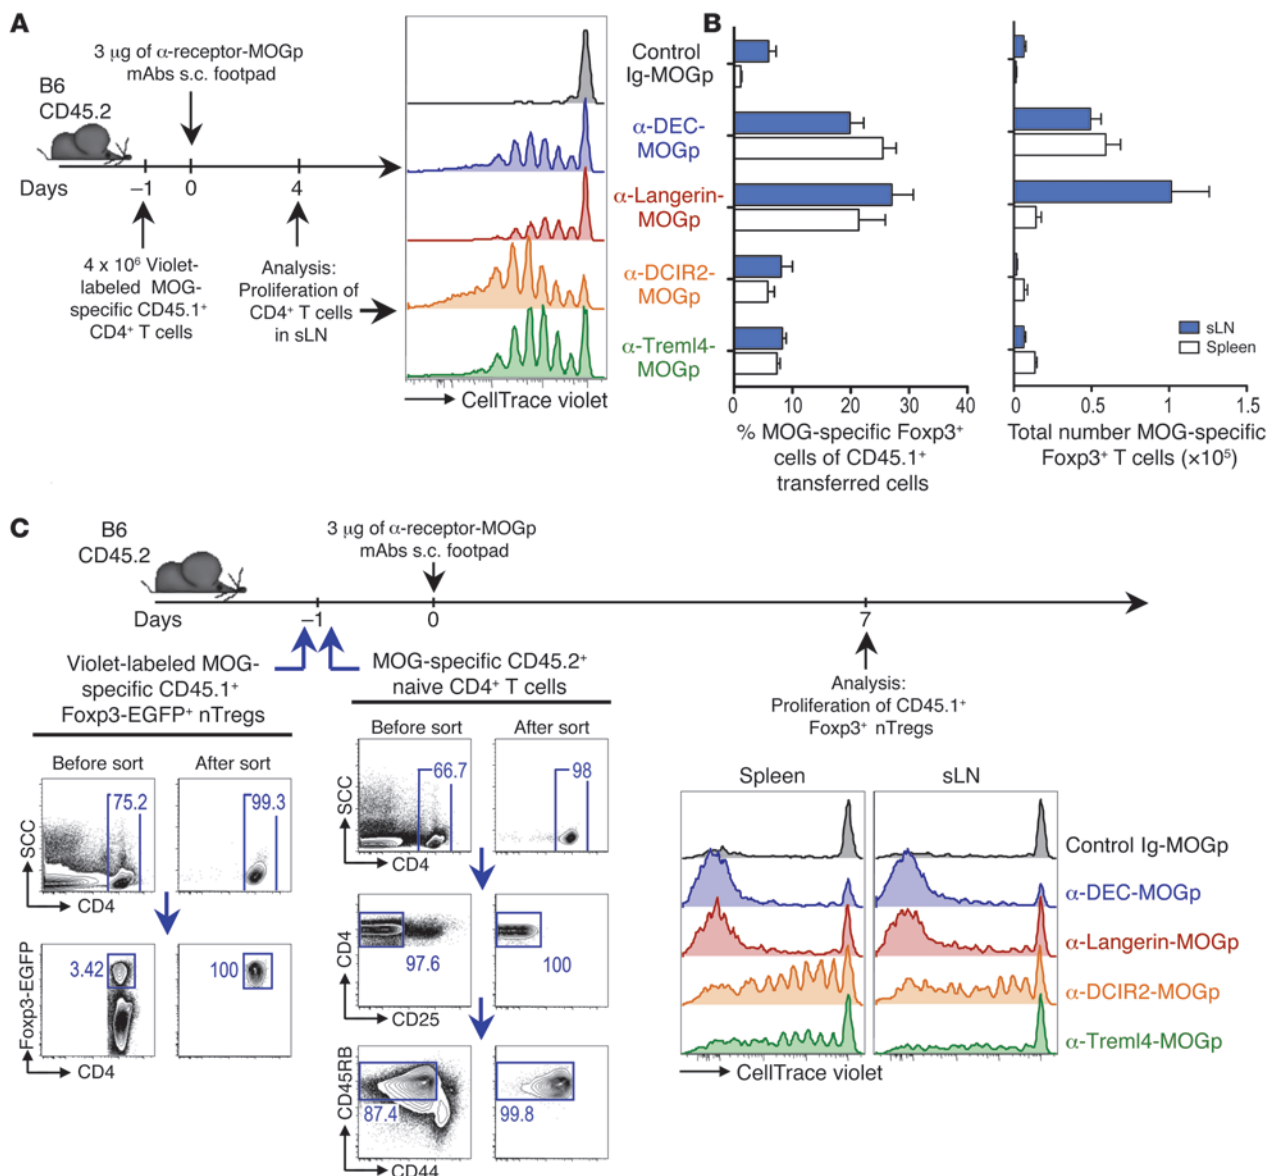 A
3 μg of α-receptor-MOGp
mAbs s.c. footpad
B6
CD45.2
Days
–1
0
4
4 x 10⁶ Violet-
labeled MOG-
specific CD45.1⁺
CD4⁺ T cells
Analysis:
Proliferation of
CD4⁺ T cells
in sLN
CellTrace violet
B
Control
Ig-MOGp
α-DEC-
MOGp
α-Langerin-
MOGp
α-DCIR2-
MOGp
α-Treml4-
MOGp
0 10 20 30 40
% MOG-specific Foxp3⁺
cells of CD45.1⁺
transferred cells
sLN
Spleen
0 0.5 1 1.5
Total number MOG-specific
Foxp3⁺ T cells (×10⁵)
C
B6
CD45.2
3 μg of α-receptor-MOGp
mAbs s.c. footpad
Days
–1
0
7
Violet-labeled MOG-
specific CD45.1⁺
Foxp3-EGFP⁺ nTregs
Before sort
After sort
75.2
99.3
SCC
CD4
3.42
100
Foxp3-EGFP
CD4
MOG-specific CD45.2⁺
naive CD4⁺ T cells
Before sort
After sort
66.7
98
SCC
CD4
CD4
97.6
100
CD25
CD45RB
87.4
99.8
CD44
Analysis:
Proliferation of CD45.1⁺
Foxp3⁺ nTregs
Spleen
sLN
Control Ig-MOGp
α-DEC-MOGp
α-Langerin-MOGp
α-DCIR2-MOGp
α-Treml4-MOGp
CellTrace violet